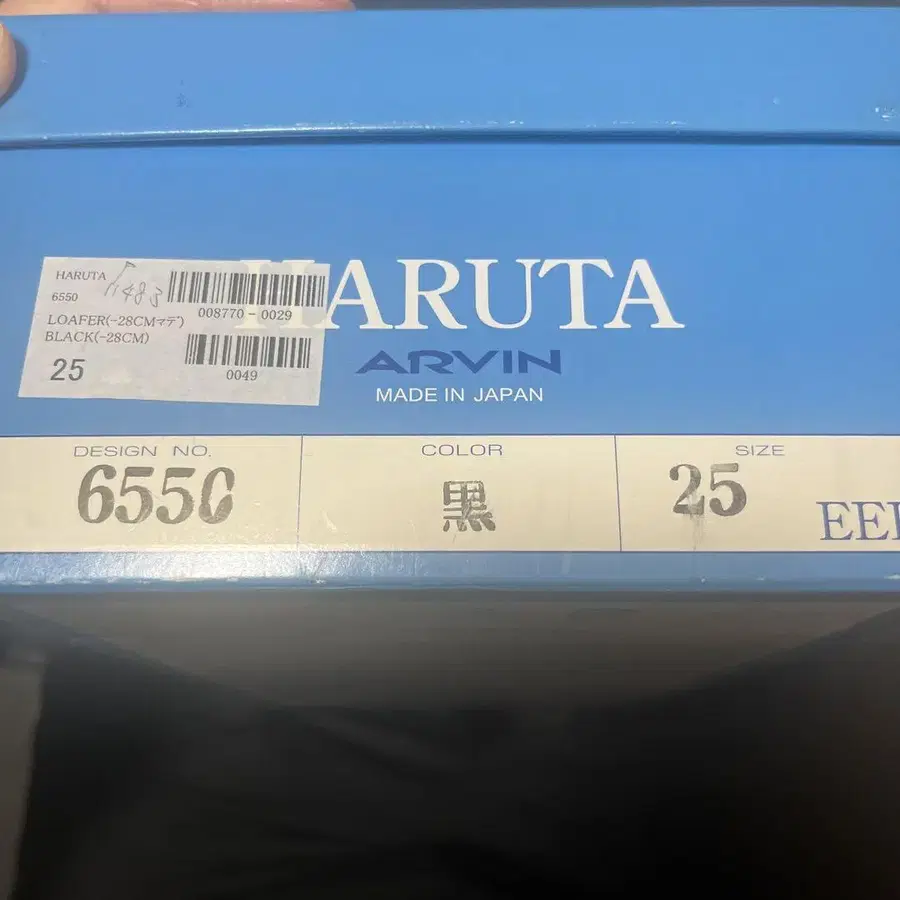 HARUTA
6550
LOAFER(-28CMマデ)
BLACK(-28CM)
25
008770-0029
0049
HARUTA
ARVIN
MADE IN JAPAN
DESIGN NO.
6550
COLOR
黒
SIZE
25